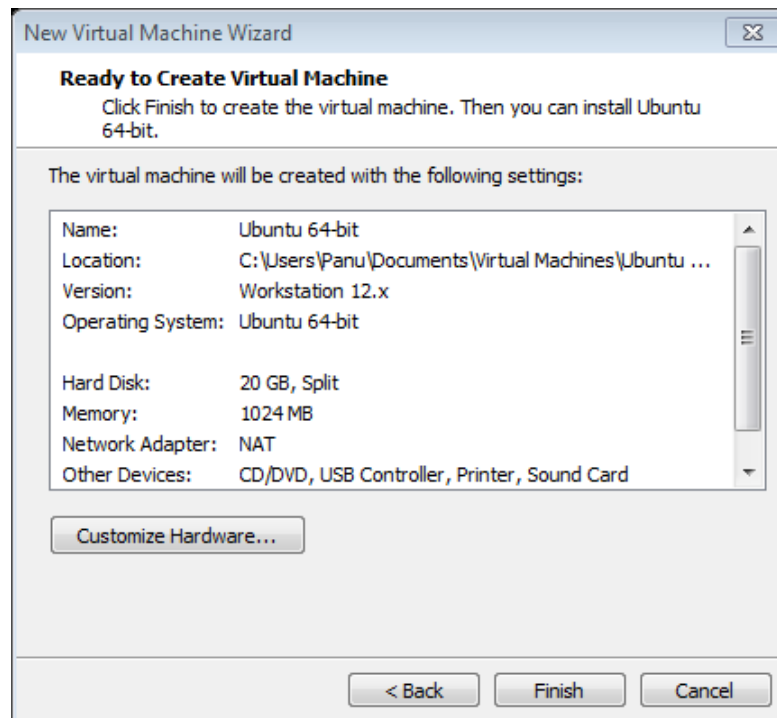 New Virtual Machine Wizard
Ready to Create Virtual Machine
Click Finish to create the virtual machine. Then you can install Ubuntu
64-bit.
The virtual machine will be created with the following settings:
Name: Ubuntu 64-bit
Location: C:\Users\Panu\Documents\Virtual Machines\Ubuntu ...
Version: Workstation 12.x
Operating System: Ubuntu 64-bit
Hard Disk: 20 GB, Split
Memory: 1024 MB
Network Adapter: NAT
Other Devices: CD/DVD, USB Controller, Printer, Sound Card
Customize Hardware...
< Back Finish Cancel